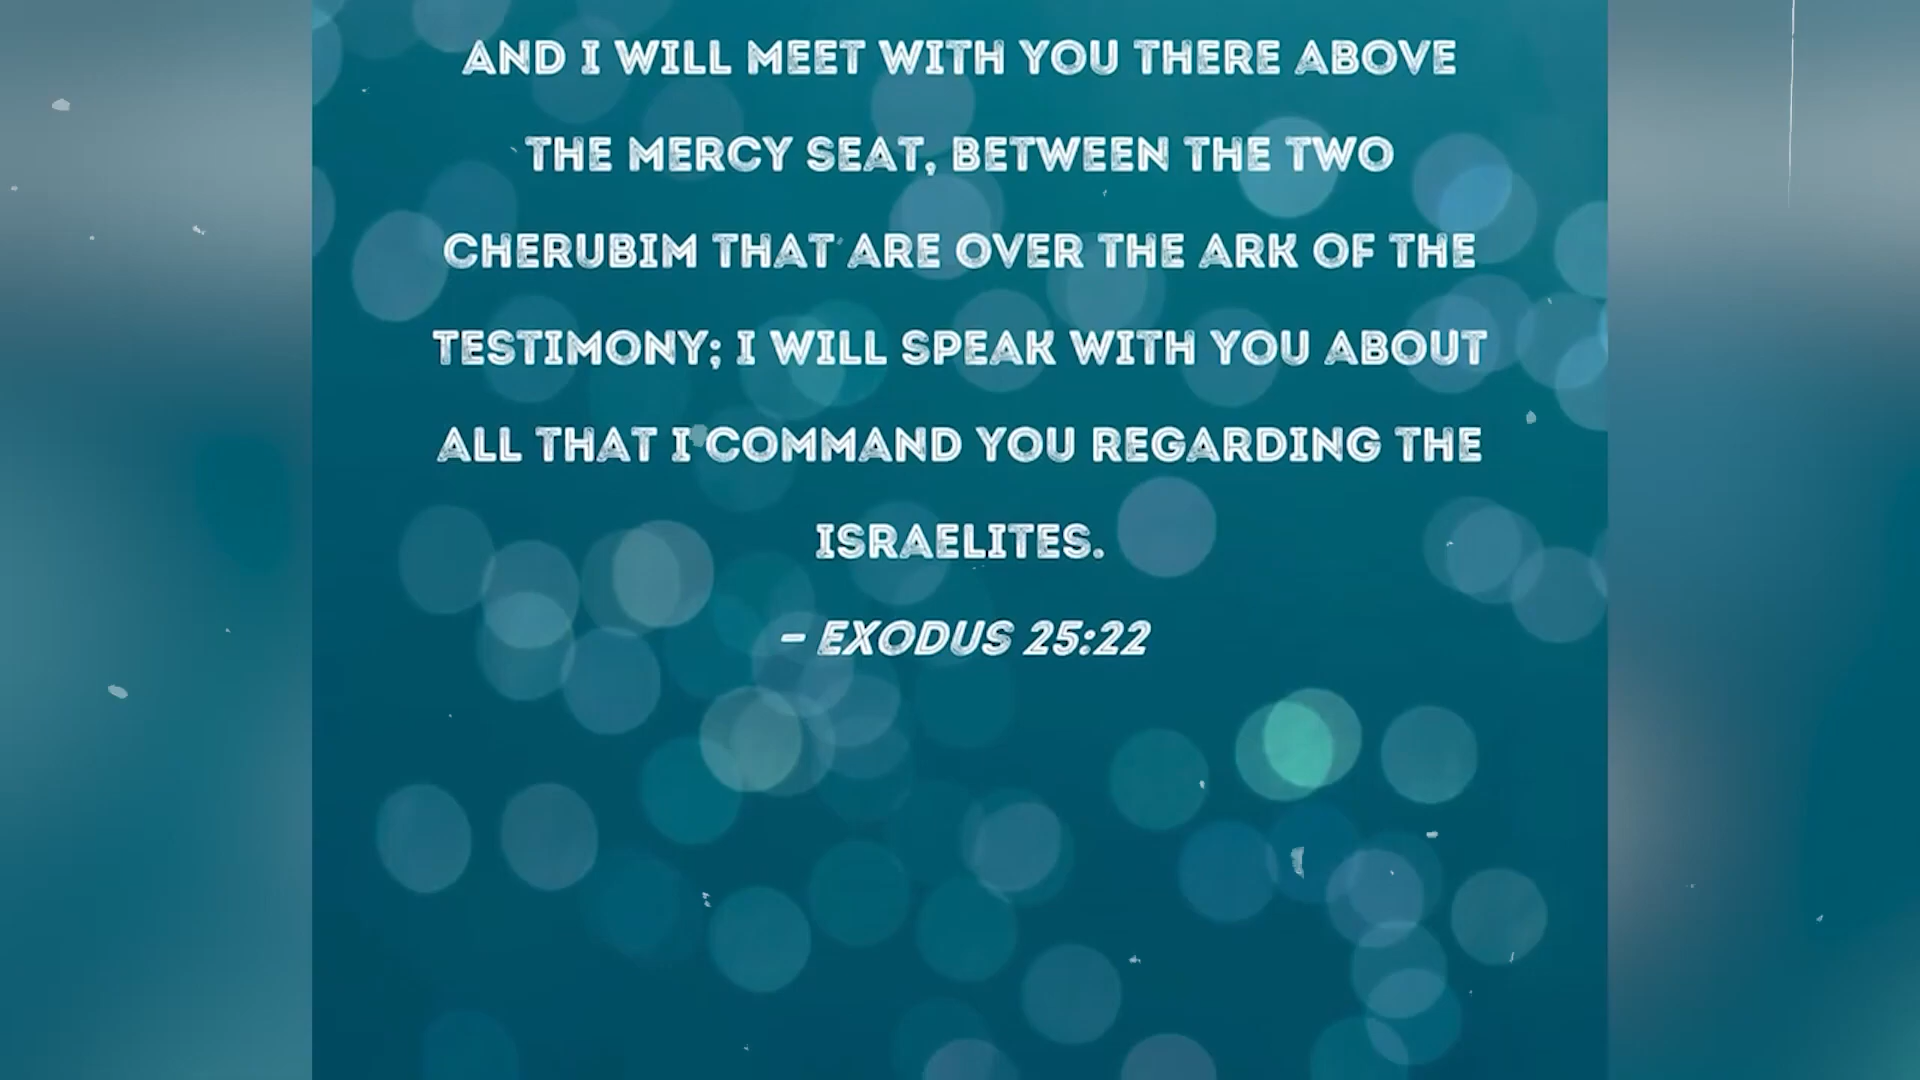 AND I WILL MEET WITH YOU THERE ABOVE
THE MERCY SEAT, BETWEEN THE TWO
CHERUBIM THAT ARE OVER THE ARK OF THE
TESTIMONY; I WILL SPEAK WITH YOU ABOUT
ALL THAT I COMMAND YOU REGARDING THE
ISRAELITES.
– EXODUS 25:22